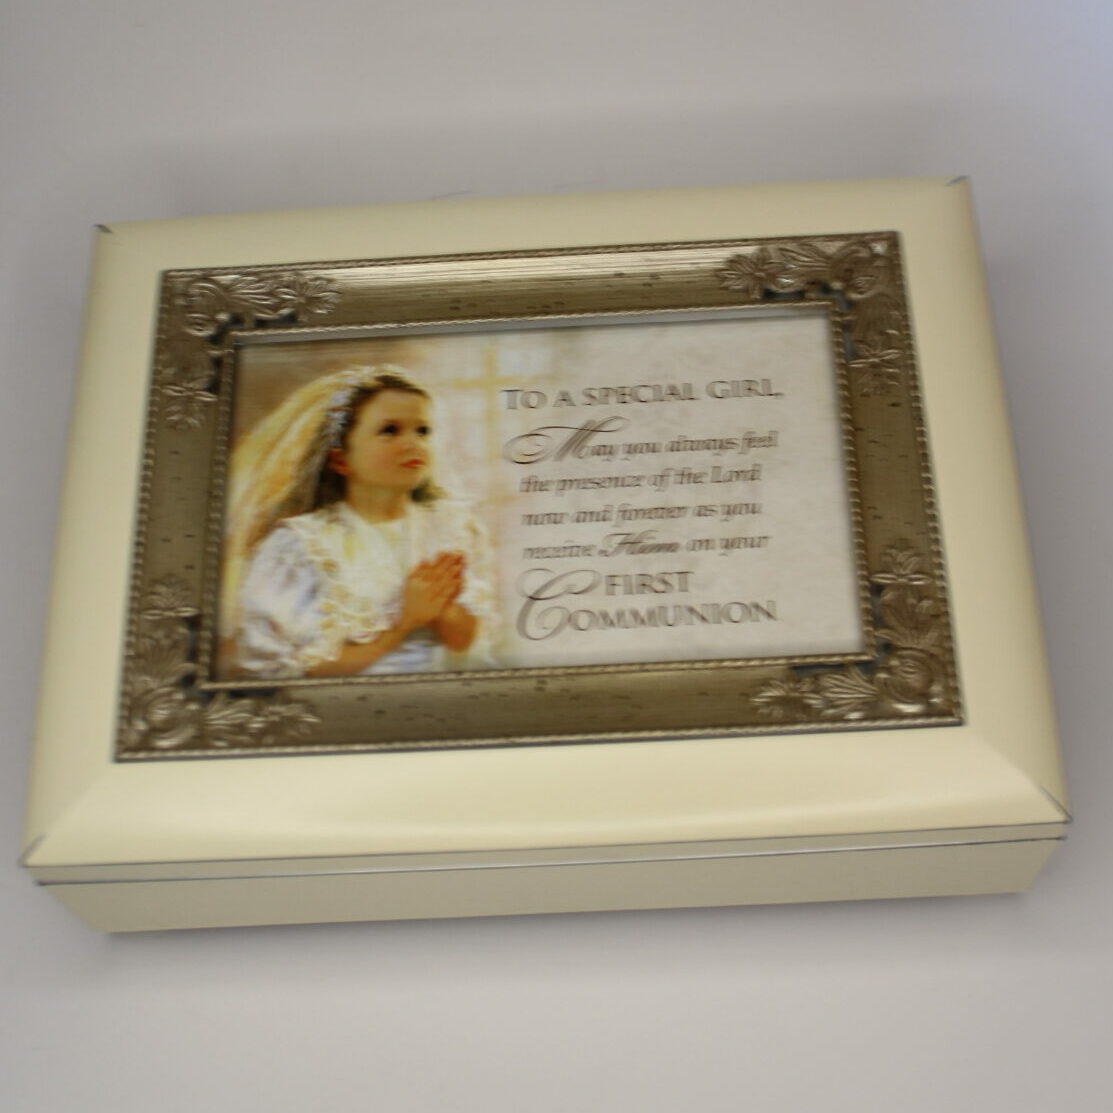 TO A SPECIAL GIRL,
May you always feel
the presence of the Lord
now and forever as you
receive Him on your
FIRST
COMMUNION